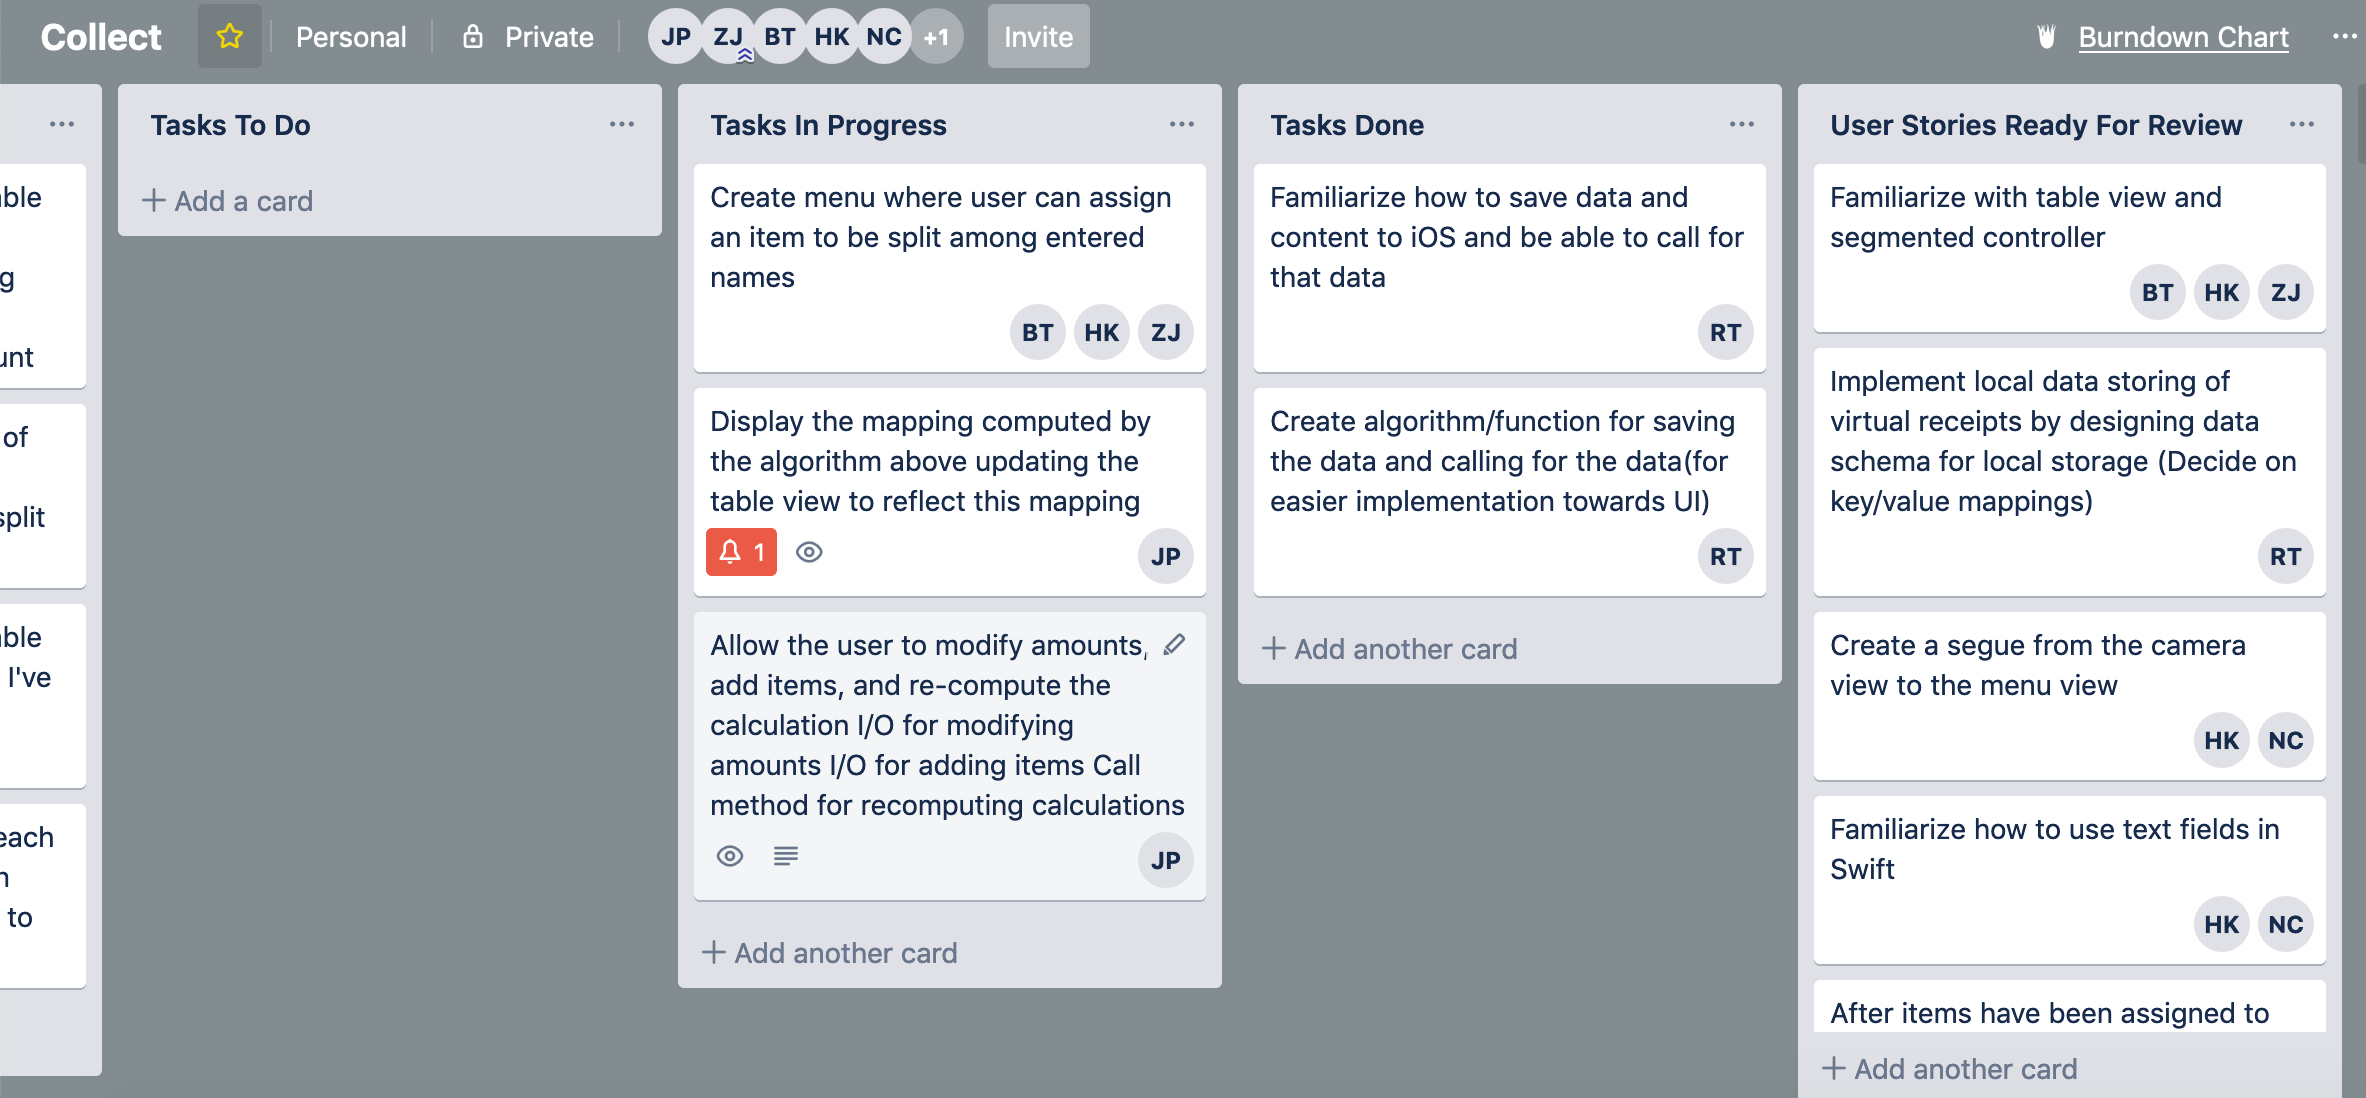 Collect
Personal
Private
JP ZJ BT HK NC +1
Invite
Burndown Chart
ble
g
unt
of
split
ble
I've
each
n
to
Tasks To Do
Add a card
Tasks In Progress
Create menu where user can assign
an item to be split among entered
names
BT HK ZJ
Display the mapping computed by
the algorithm above updating the
table view to reflect this mapping
1
JP
Allow the user to modify amounts,
add items, and re-compute the
calculation I/O for modifying
amounts I/O for adding items Call
method for recomputing calculations
JP
Add another card
Tasks Done
Familiarize how to save data and
content to iOS and be able to call for
that data
RT
Create algorithm/function for saving
the data and calling for the data(for
easier implementation towards UI)
RT
Add another card
User Stories Ready For Review
Familiarize with table view and
segmented controller
BT HK ZJ
Implement local data storing of
virtual receipts by designing data
schema for local storage (Decide on
key/value mappings)
RT
Create a segue from the camera
view to the menu view
HK NC
Familiarize how to use text fields in
Swift
HK NC
After items have been assigned to
Add another card